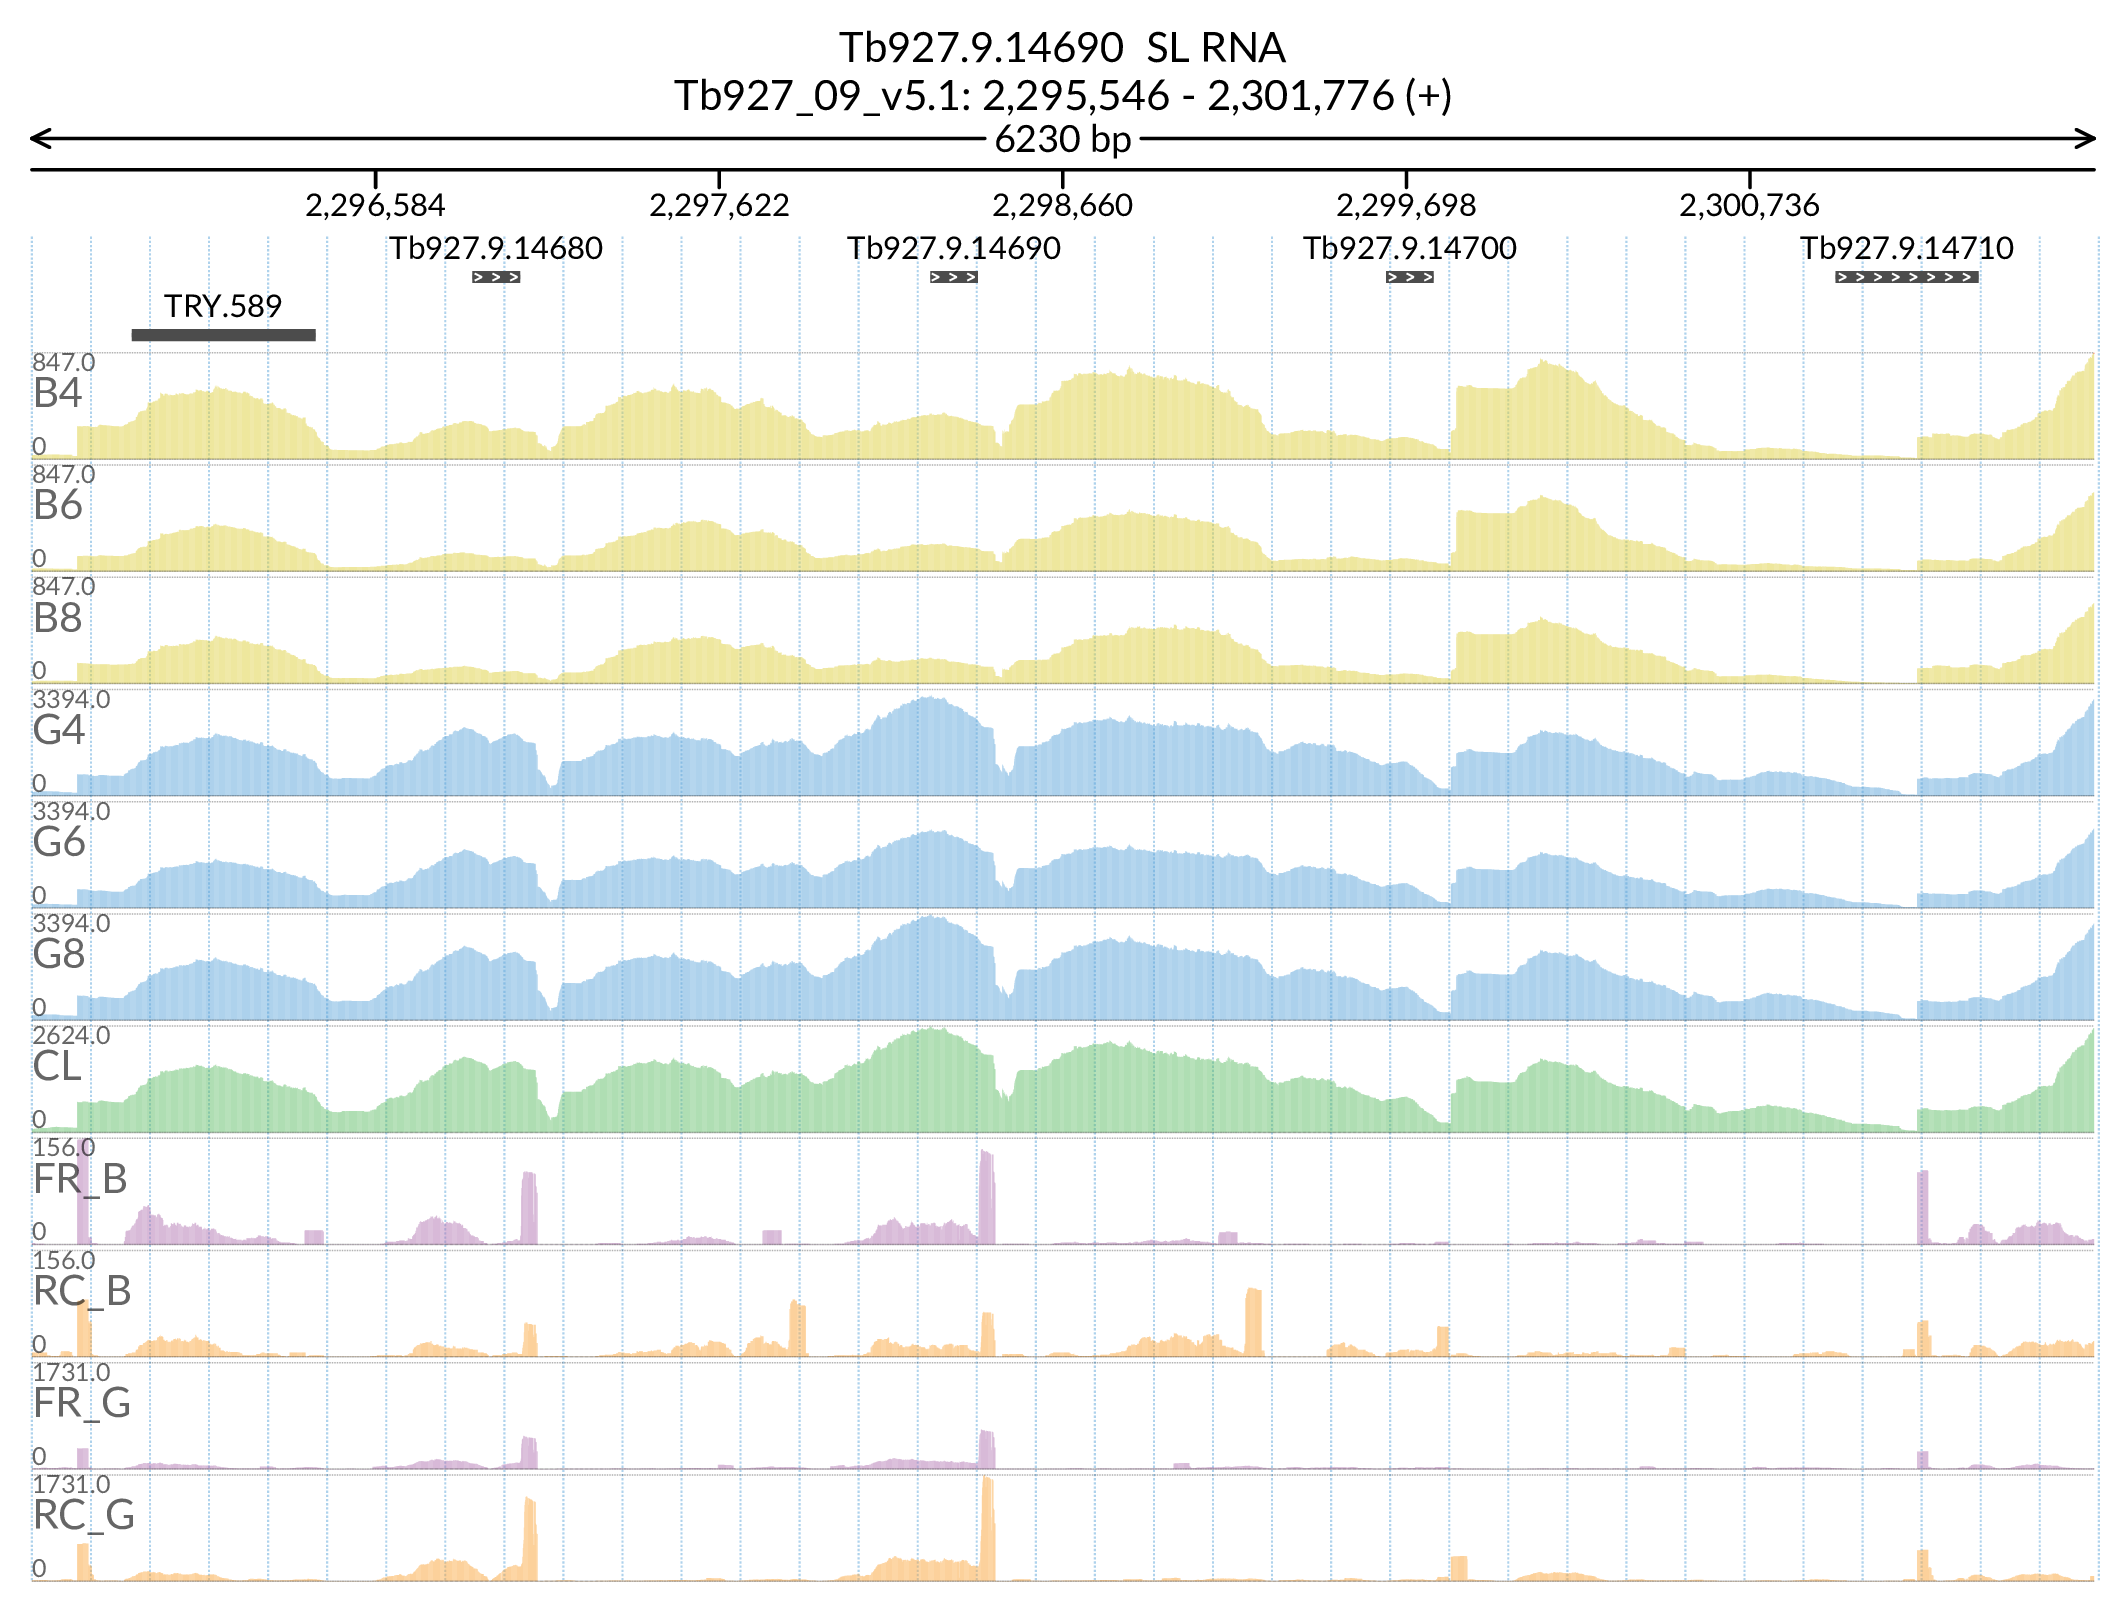 Tb927.9.14690  SL RNA
Tb927_09_v5.1: 2,295,546 - 2,301,776 (+)
6230 bp
2,296,584 2,297,622 2,298,660 2,299,698 2,300,736
Tb927.9.14680 Tb927.9.14690 Tb927.9.14700 Tb927.9.14710
TRY.589
847.0
B4
0
847.0
B6
0
847.0
B8
0
3394.0
G4
0
3394.0
G6
0
3394.0
G8
0
2624.0
CL
0
156.0
FR_B
0
156.0
RC_B
0
1731.0
FR_G
0
1731.0
RC_G
0